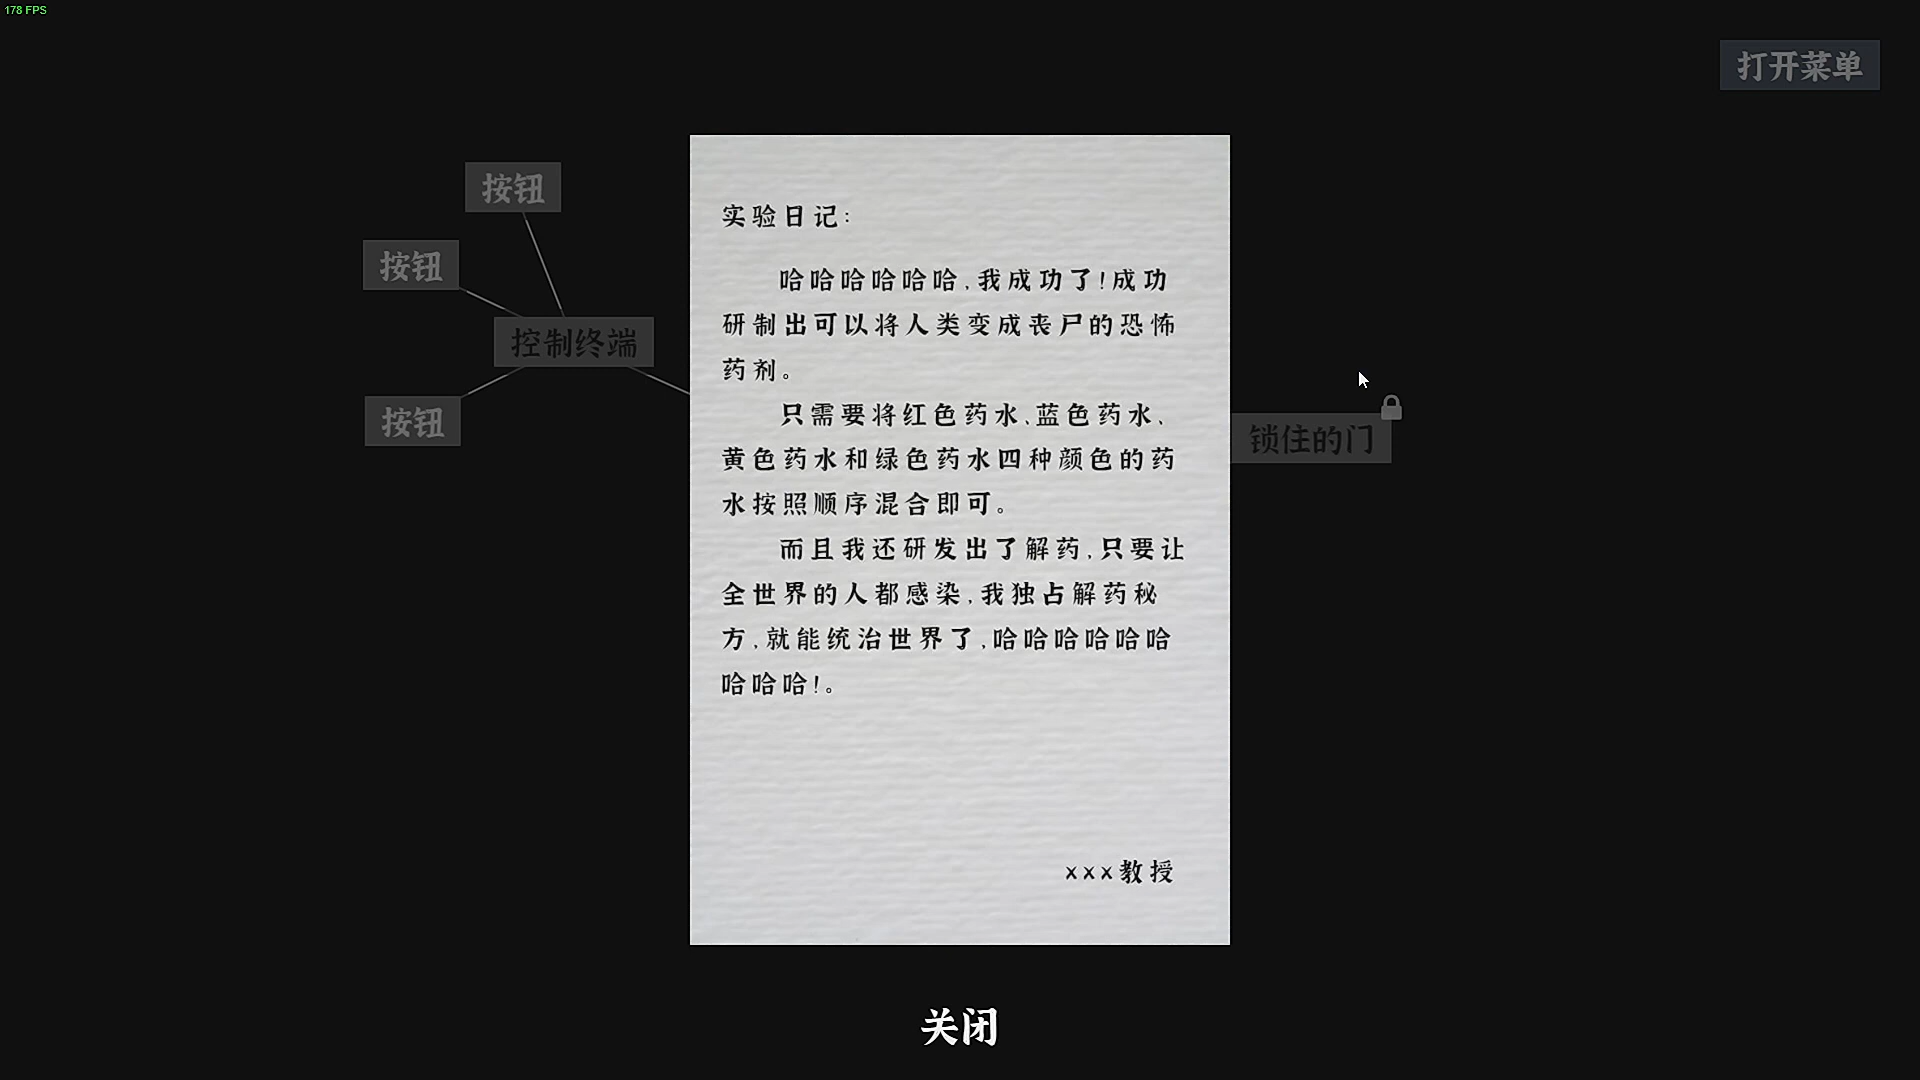 178 FPS
打开菜单
按钮
按钮
控制终端
按钮
锁住的门
实验日记:
哈哈哈哈哈哈,我成功了!成功
研制出可以将人类变成丧尸的恐怖
药剂。
只需要将红色药水,蓝色药水、
黄色药水和绿色药水四种颜色的药
水按照顺序混合即可。
而且我还研发出了解药,只要让
全世界的人都感染,我独占解药秘
方,就能统治世界了,哈哈哈哈哈哈
哈哈哈!。
xxx教授
关闭